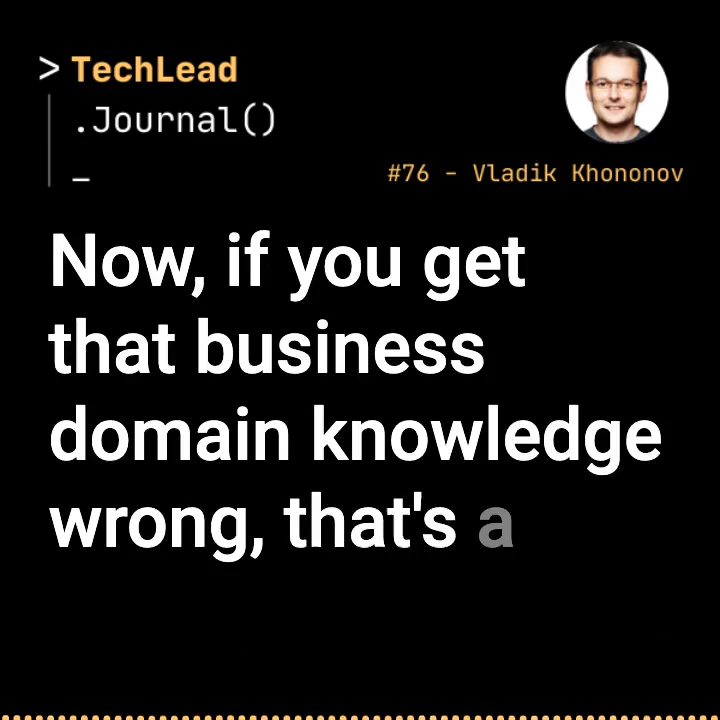 > TechLead
.Journal()
_
#76 - Vladik Khononov
Now, if you get
that business
domain knowledge
wrong, that's a